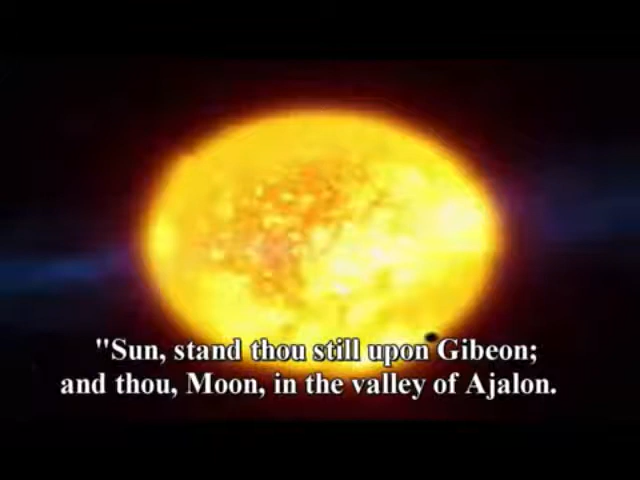 "Sun, stand thou still upon Gibeon;
and thou, Moon, in the valley of Ajalon.